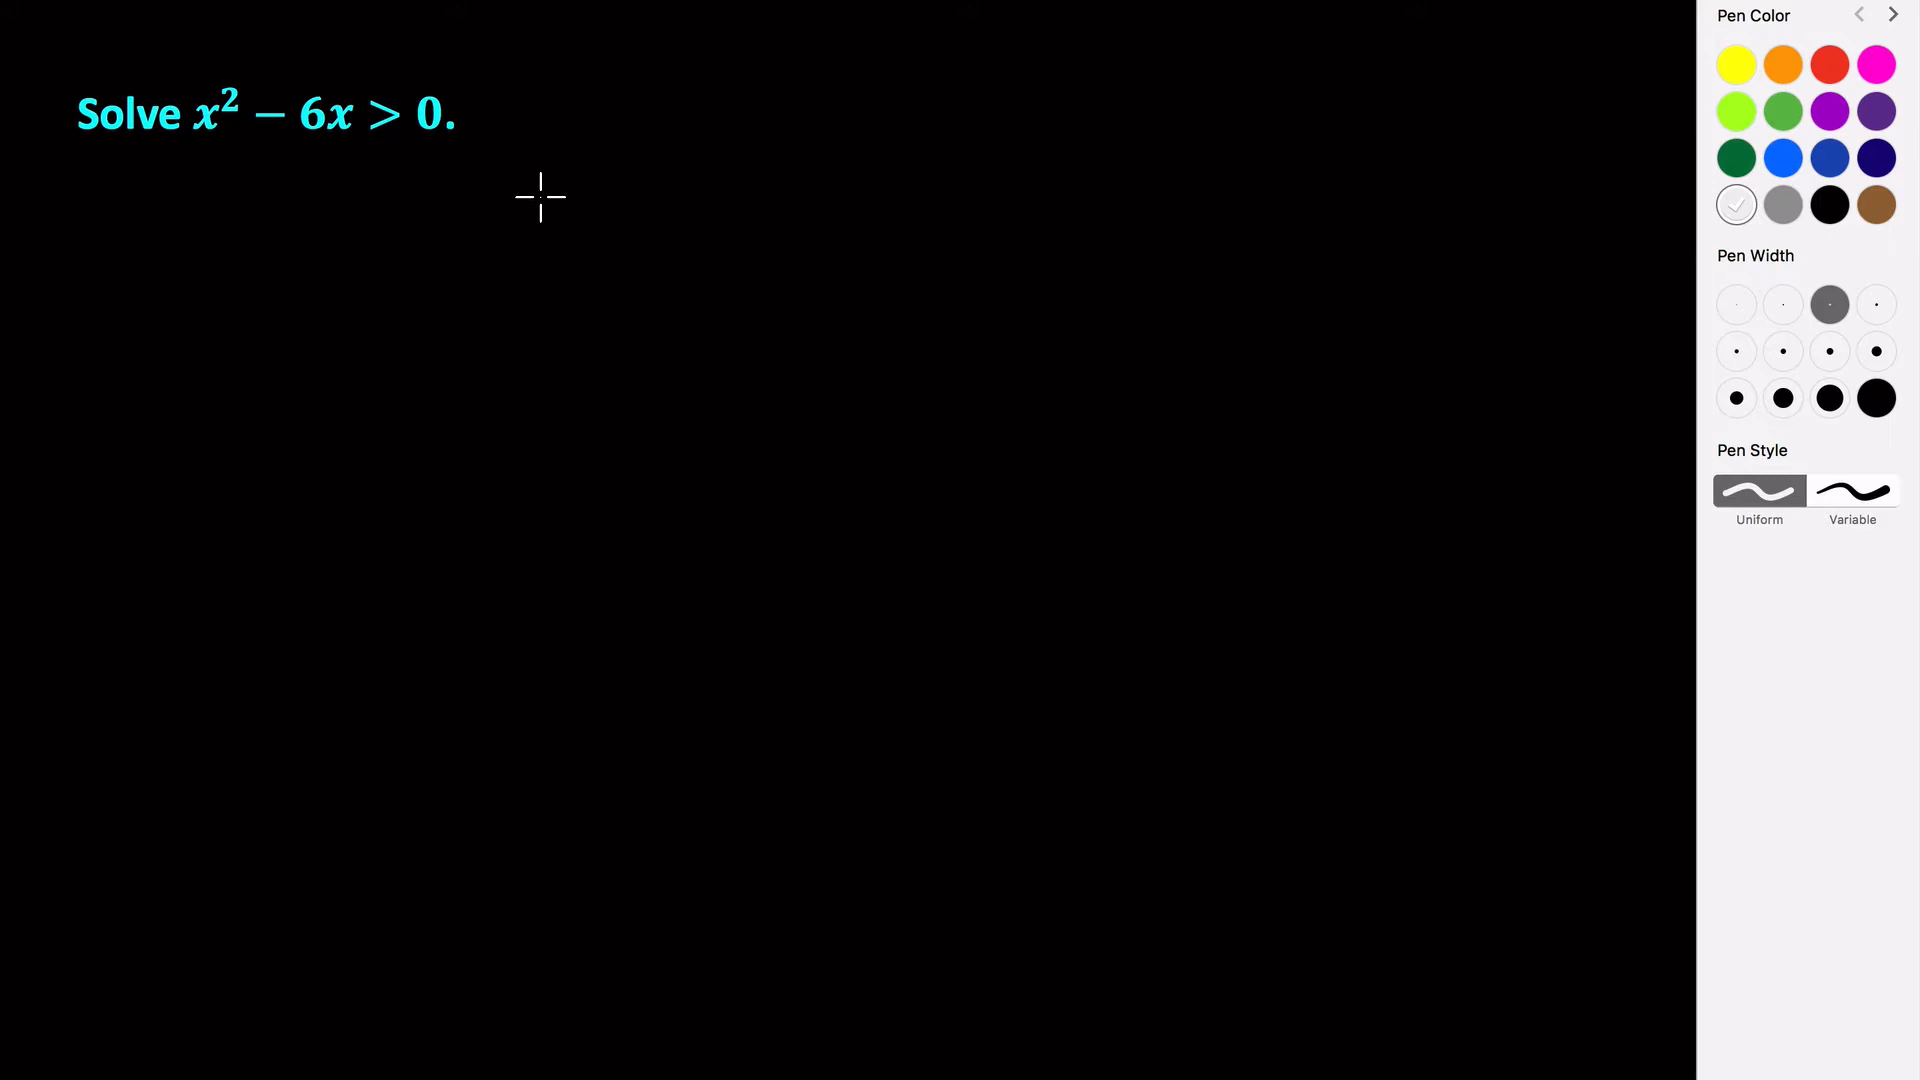 Solve x² − 6x > 0.
Pen Color
Pen Width
Pen Style
Uniform
Variable